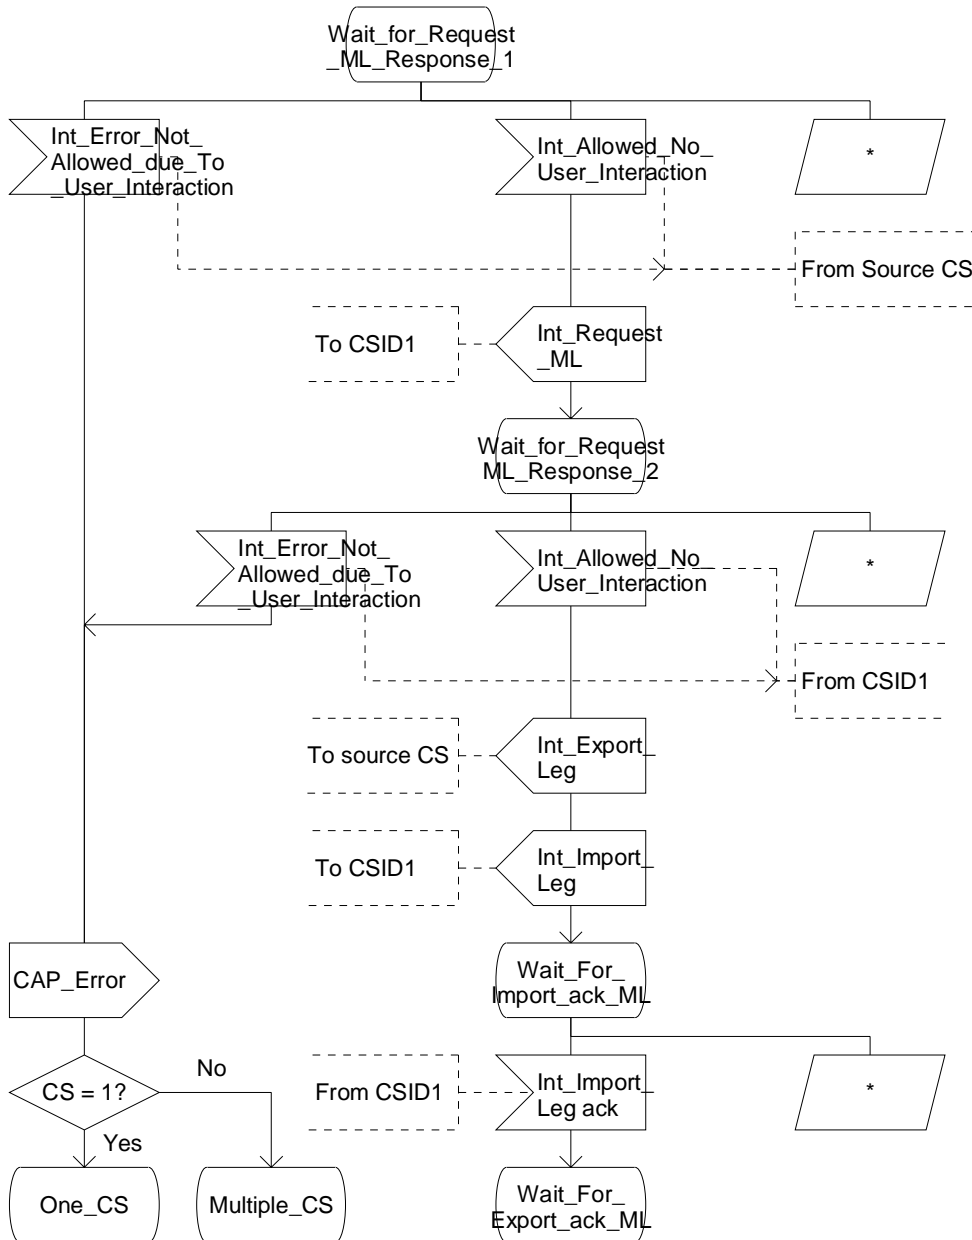 Wait_for_Request
_ML_Response_1
Int_Error_Not_
Allowed_due_To
_User_Interaction
Int_Allowed_No_
User_Interaction
*
From Source CS
To CSID1
Int_Request
_ML
Wait_for_Request
ML_Response_2
Int_Error_Not_
Allowed_due_To
_User_Interaction
Int_Allowed_No_
User_Interaction
*
From CSID1
To source CS
Int_Export_
Leg
To CSID1
Int_Import_
Leg
CAP_Error
Wait_For_
Import_ack_ML
CS = 1?
No
Yes
From CSID1
Int_Import_
Leg ack
*
One_CS
Multiple_CS
Wait_For_
Export_ack_ML